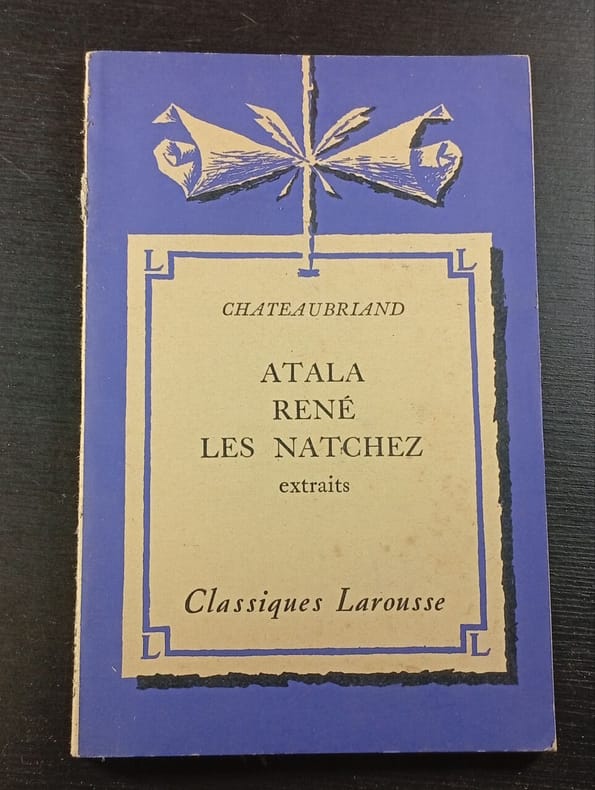 L L
CHATEAUBRIAND
ATALA
RENÉ
LES NATCHEZ
extraits
Classiques Larousse
L L